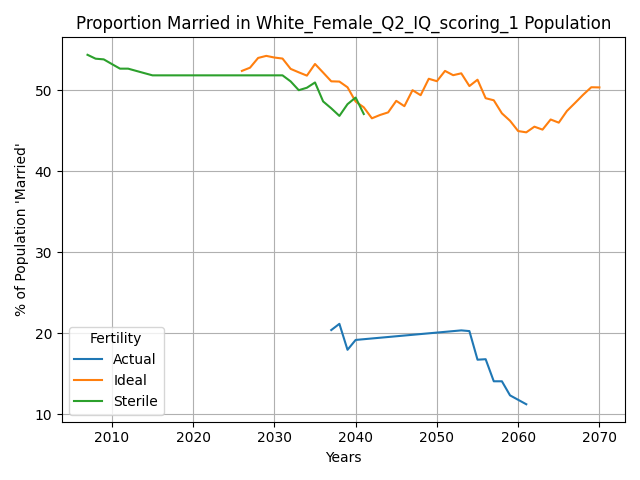 Proportion Married in White_Female_Q2_IQ_scoring_1 Population
% of Population 'Married'
50
40
30
20
10
Fertility
Actual
Ideal
Sterile
2010 2020 2030 2040 2050 2060 2070
Years